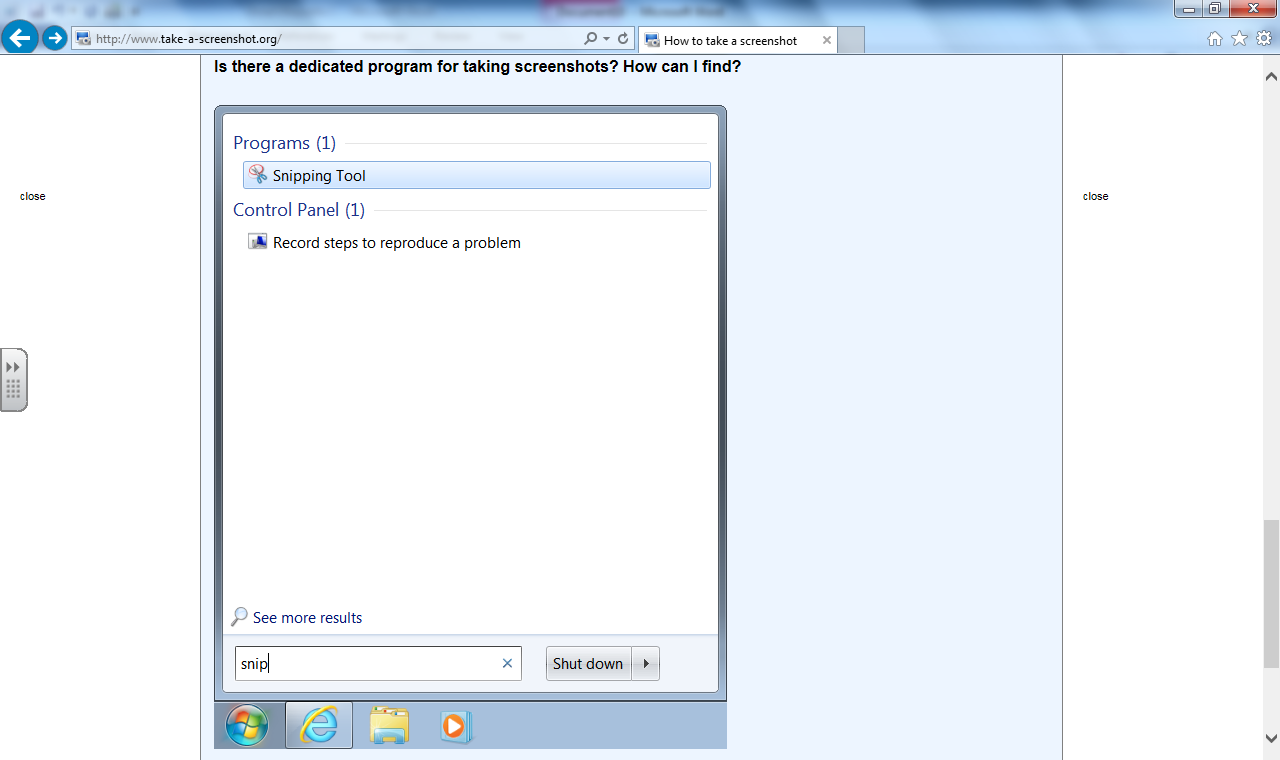 http://www.take-a-screenshot.org/
How to take a screenshot
Is there a dedicated program for taking screenshots? How can I find?
Programs (1)
Snipping Tool
close
close
Control Panel (1)
Record steps to reproduce a problem
See more results
snip
Shut down